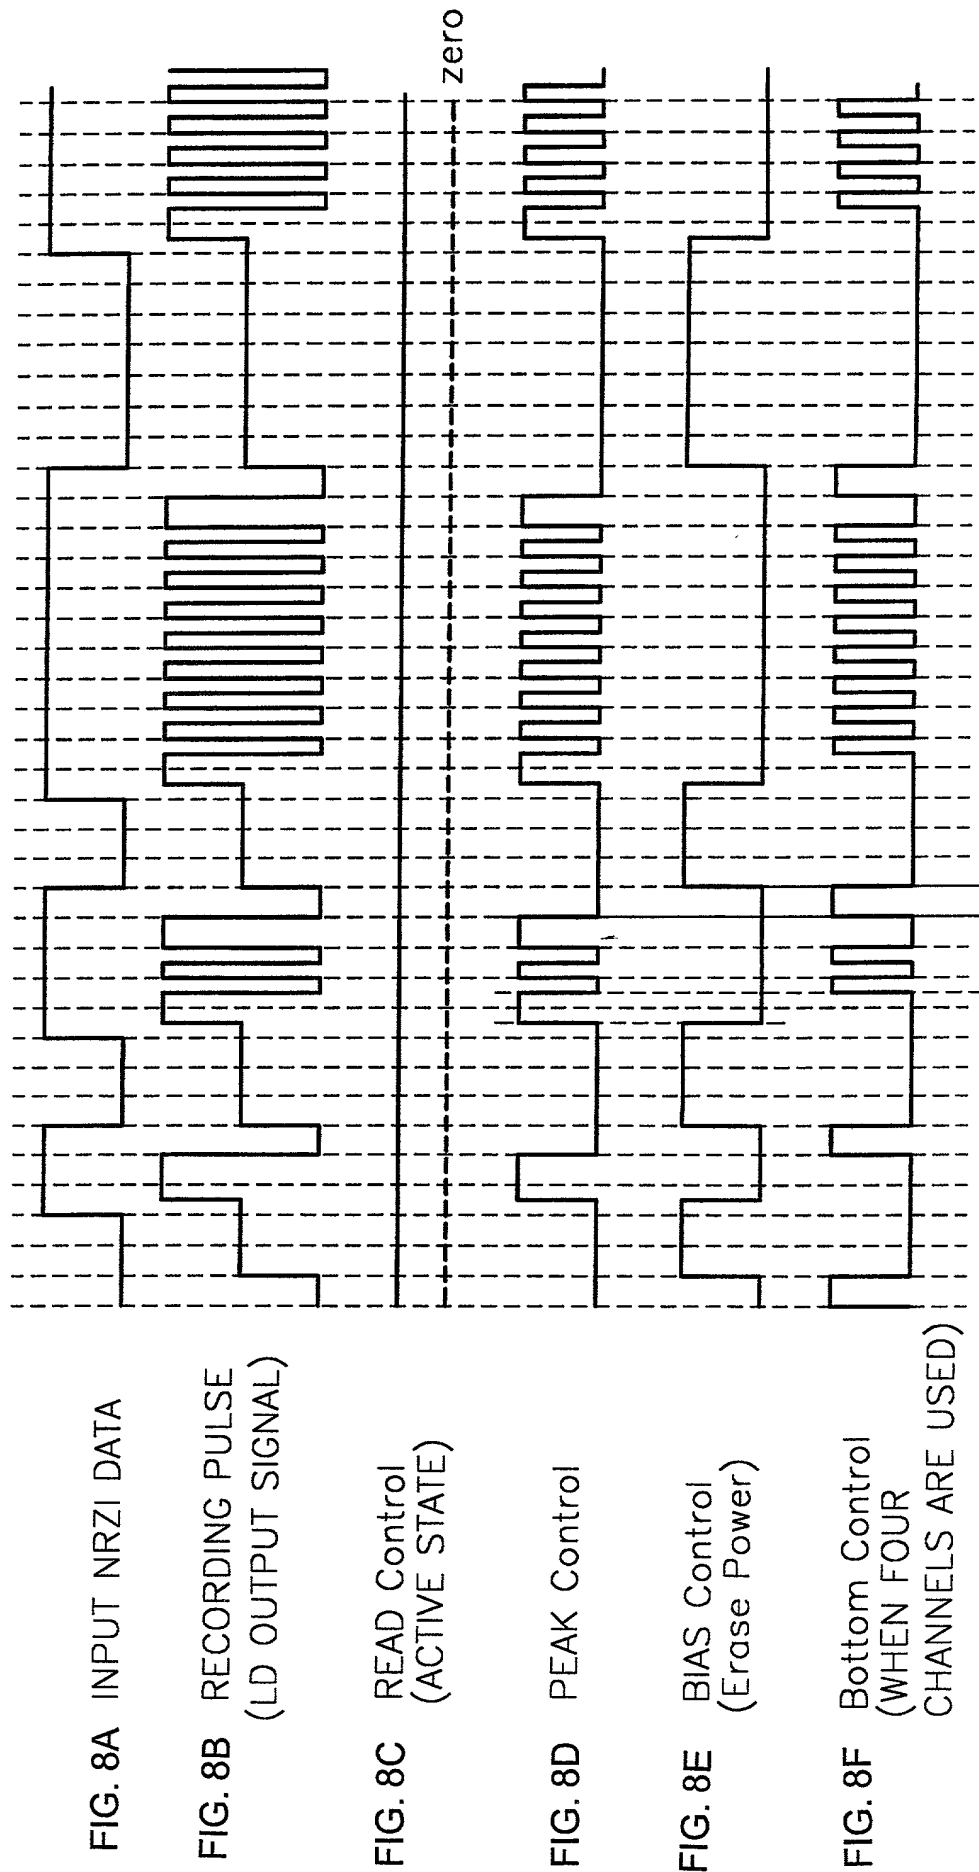 FIG. 8A INPUT NRZI DATA
FIG. 8B RECORDING PULSE
(LD OUTPUT SIGNAL)
FIG. 8C READ Control
(ACTIVE STATE)
zero
FIG. 8D PEAK Control
FIG. 8E BIAS Control
(Erase Power)
FIG. 8F Bottom Control
(WHEN FOUR
CHANNELS ARE USED)